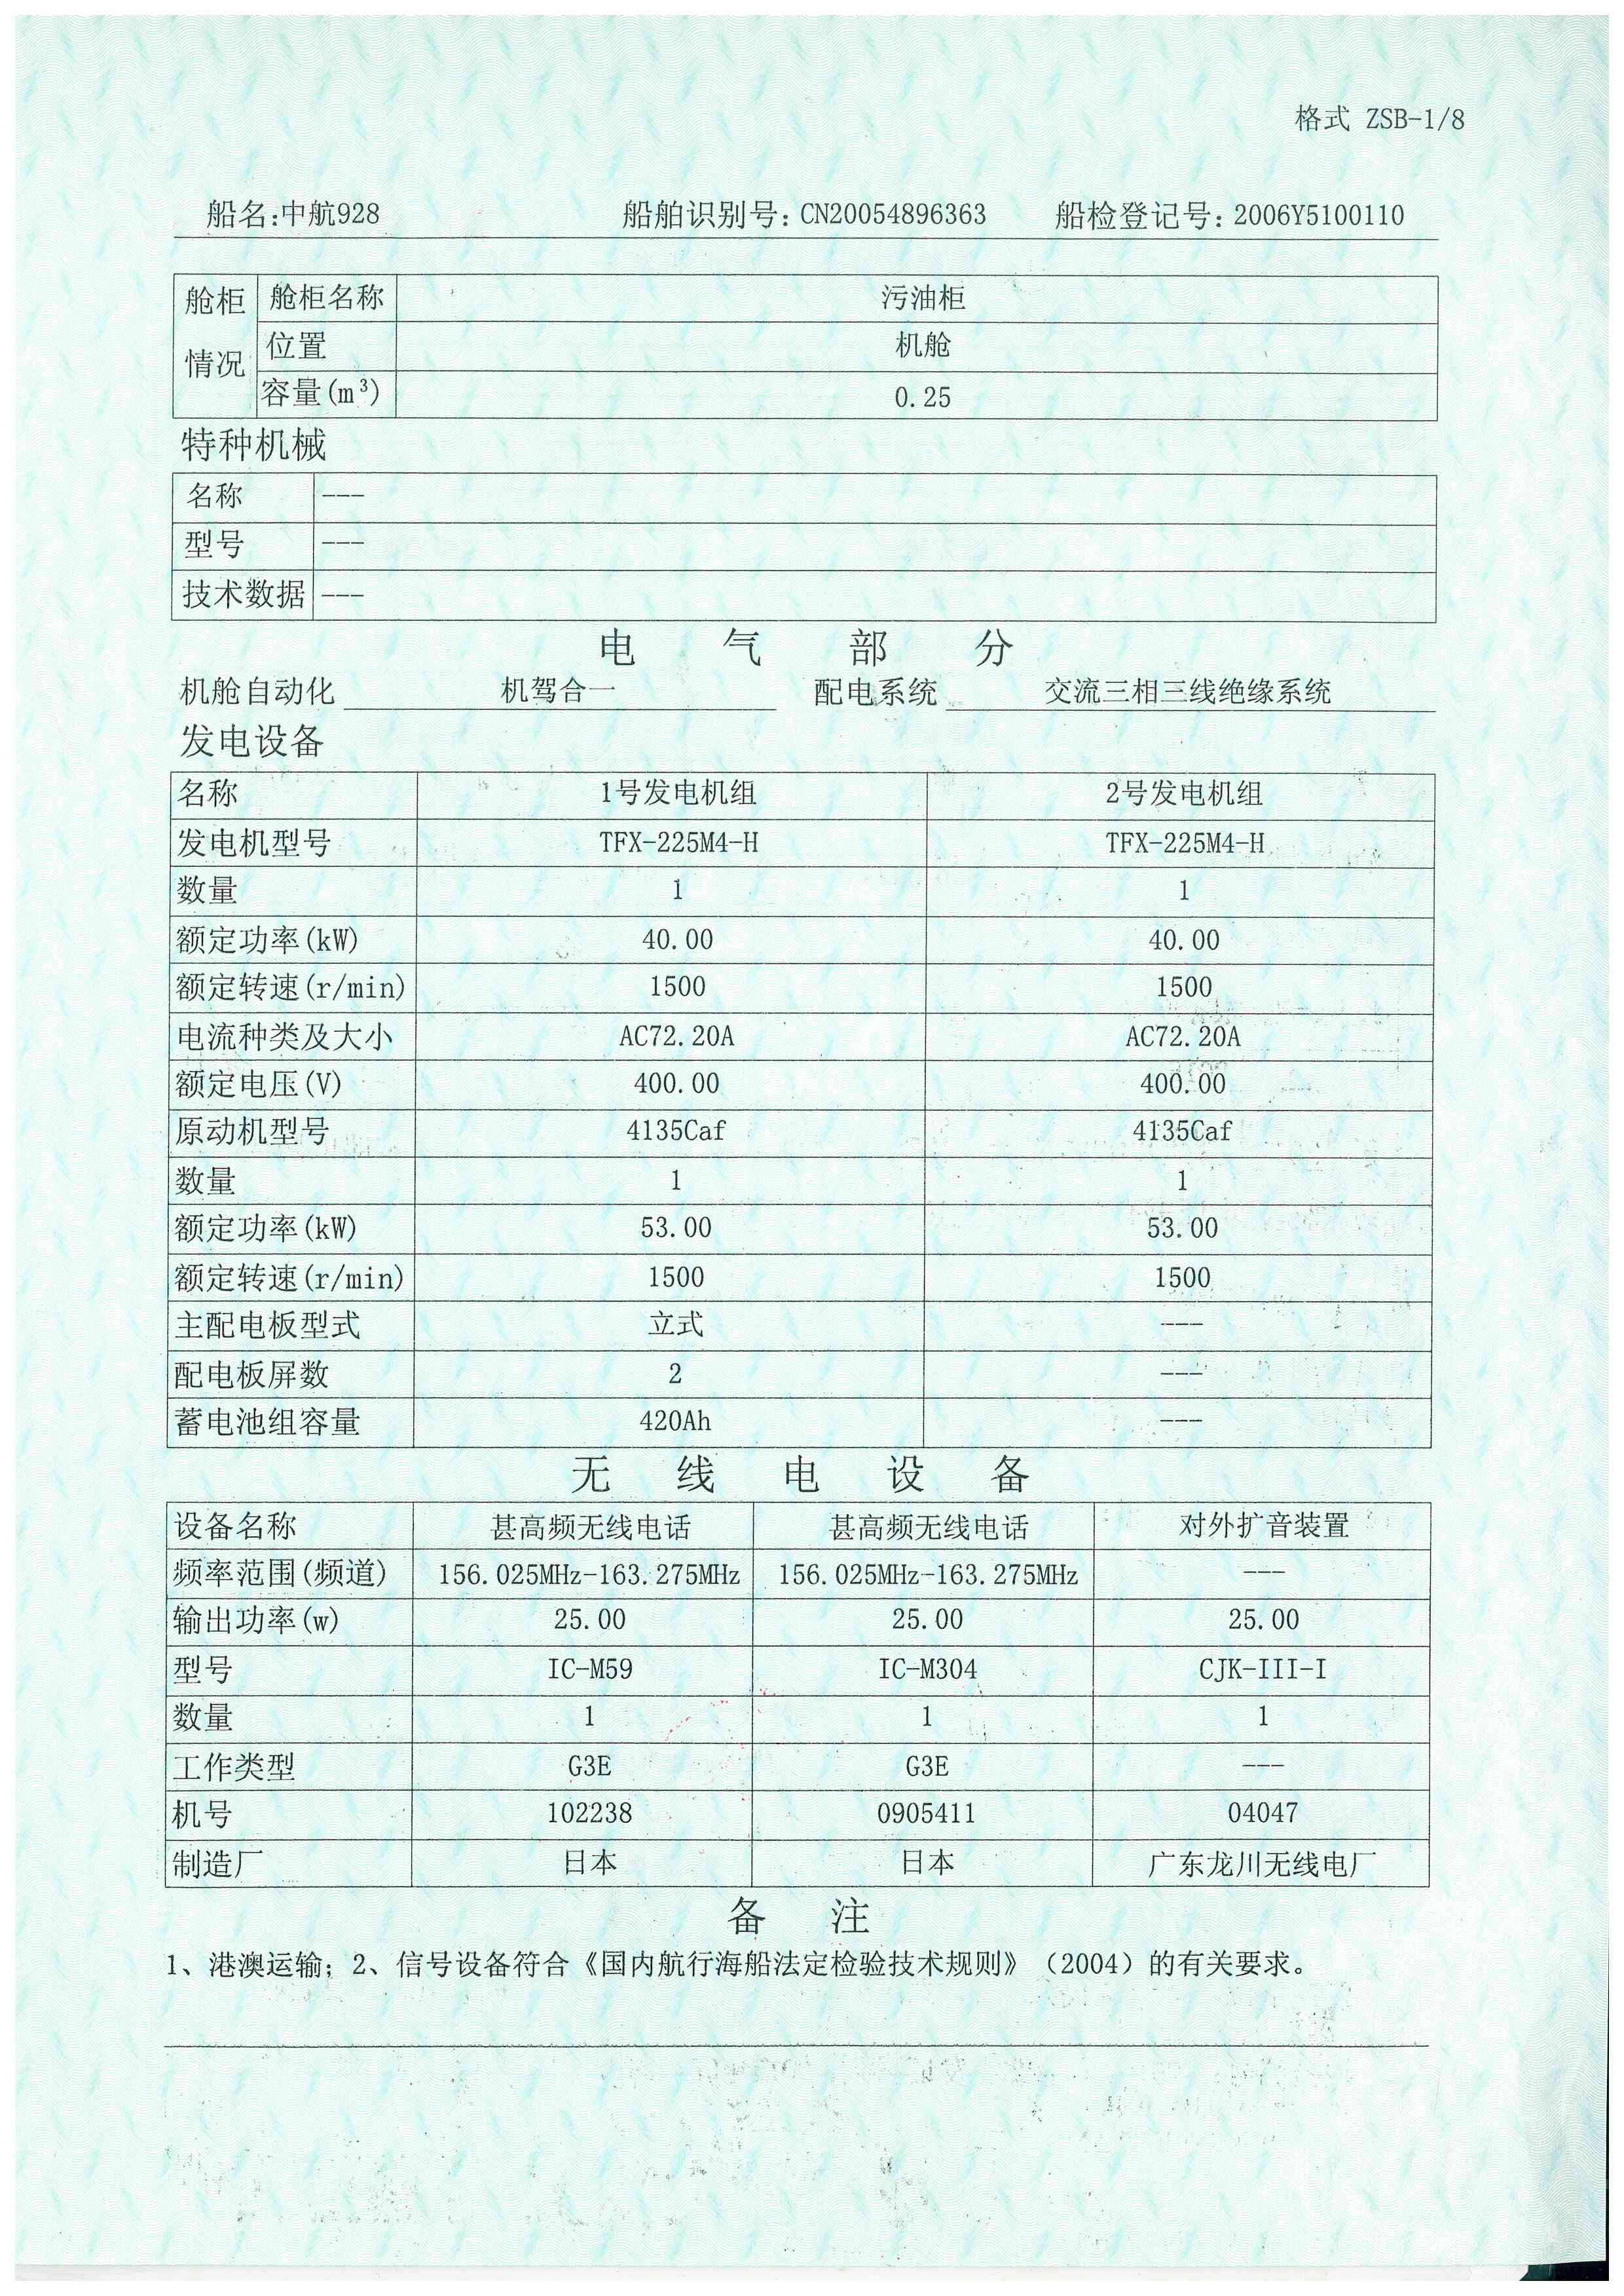 格式 ZSB-1/8
船名:中航928 船舶识别号:CN20054896363 船检登记号:2006Y5100110
舱柜情况 舱柜名称 污油柜
位置 机舱
容量(m³) 0.25
特种机械
名称 ---
型号 ---
技术数据 ---
电气部分
机舱自动化 机驾合一 配电系统 交流三相三线绝缘系统
发电设备
名称 1号发电机组 2号发电机组
发电机型号 TFX-225M4-H TFX-225M4-H
数量 1 1
额定功率(kW) 40.00 40.00
额定转速(r/min) 1500 1500
电流种类及大小 AC72.20A AC72.20A
额定电压(V) 400.00 400.00
原动机型号 4135Caf 4135Caf
数量 1 1
额定功率(kW) 53.00 53.00
额定转速(r/min) 1500 1500
主配电板型式 立式 ---
配电板屏数 2 ---
蓄电池组容量 420Ah ---
无线电设备
设备名称 甚高频无线电话 甚高频无线电话 对外扩音装置
频率范围(频道) 156.025MHz-163.275MHz 156.025MHz-163.275MHz ---
输出功率(w) 25.00 25.00 25.00
型号 IC-M59 IC-M304 CJK-III-I
数量 1 1 1
工作类型 G3E G3E ---
机号 102238 0905411 04047
制造厂 日本 日本 广东龙川无线电厂
备注
1、港澳运输；2、信号设备符合《国内航行海船法定检验技术规则》（2004）的有关要求。